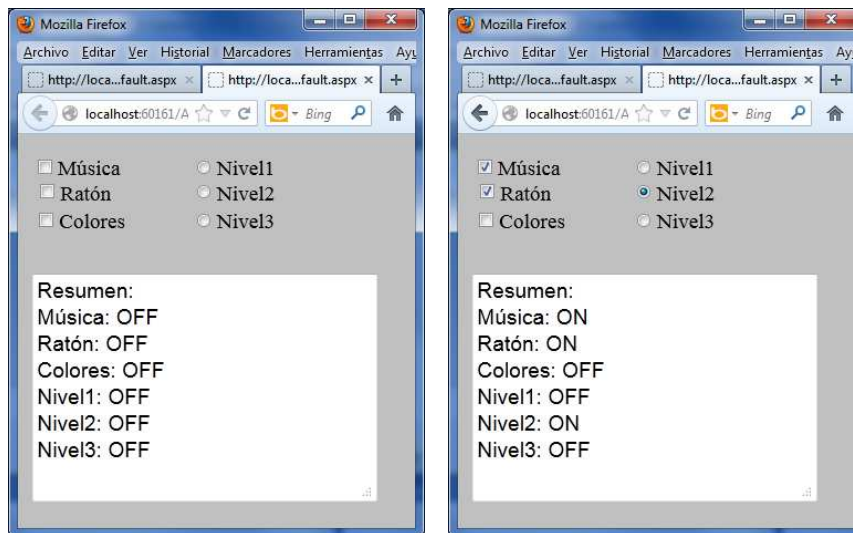 Mozilla Firefox
Archivo Editar Ver Historial Marcadores Herramientas Ayu
http://loca...fault.aspx × http://loca...fault.aspx × +
localhost:60161/A Bing
Música Nivel1
Ratón Nivel2
Colores Nivel3
Resumen:
Música: OFF
Ratón: OFF
Colores: OFF
Nivel1: OFF
Nivel2: OFF
Nivel3: OFF
Mozilla Firefox
Archivo Editar Ver Historial Marcadores Herramientas Ay
http://loca...fault.aspx × http://loca...fault.aspx × +
localhost:60161/A Bing
Música Nivel1
Ratón Nivel2
Colores Nivel3
Resumen:
Música: ON
Ratón: ON
Colores: OFF
Nivel1: OFF
Nivel2: ON
Nivel3: OFF